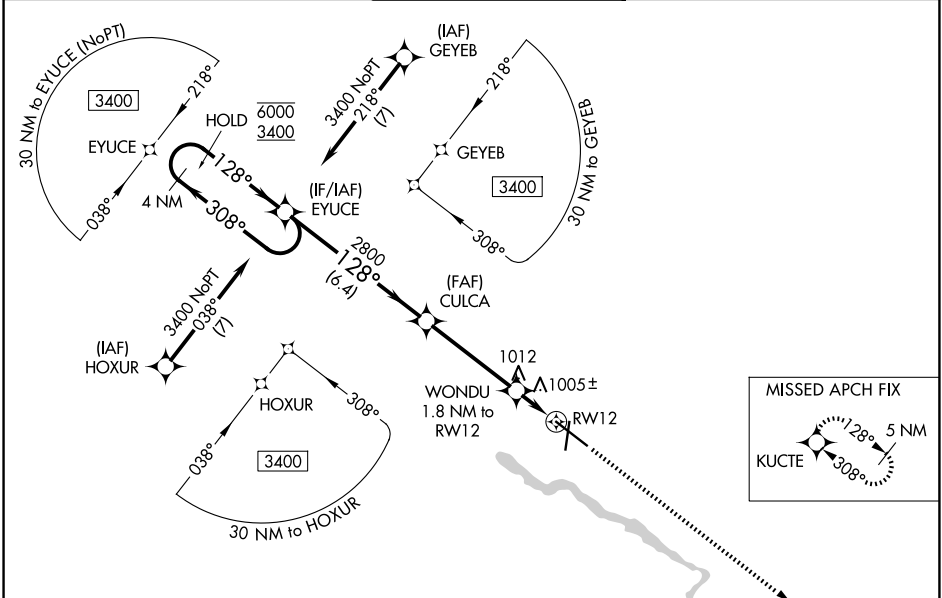 30 NM to EYUCE (NoPT)
3400
218°
EYUCE
038°
HOLD
6000
3400
4 NM
128°
308°
(IF/IAF)
EYUCE
(IAF)
GEYEB
3400 NoPT
218°
(7)
218°
GEYEB
3400
308°
30 NM to GEYEB
2800
128°
(6.4)
(FAF)
CULCA
3400 NoPT
038°
(7)
(IAF)
HOXUR
HOXUR
308°
038°
3400
30 NM to HOXUR
1012
1005±
WONDU
1.8 NM to
RW12
RW12
MISSED APCH FIX
128°
5 NM
308°
KUCTE